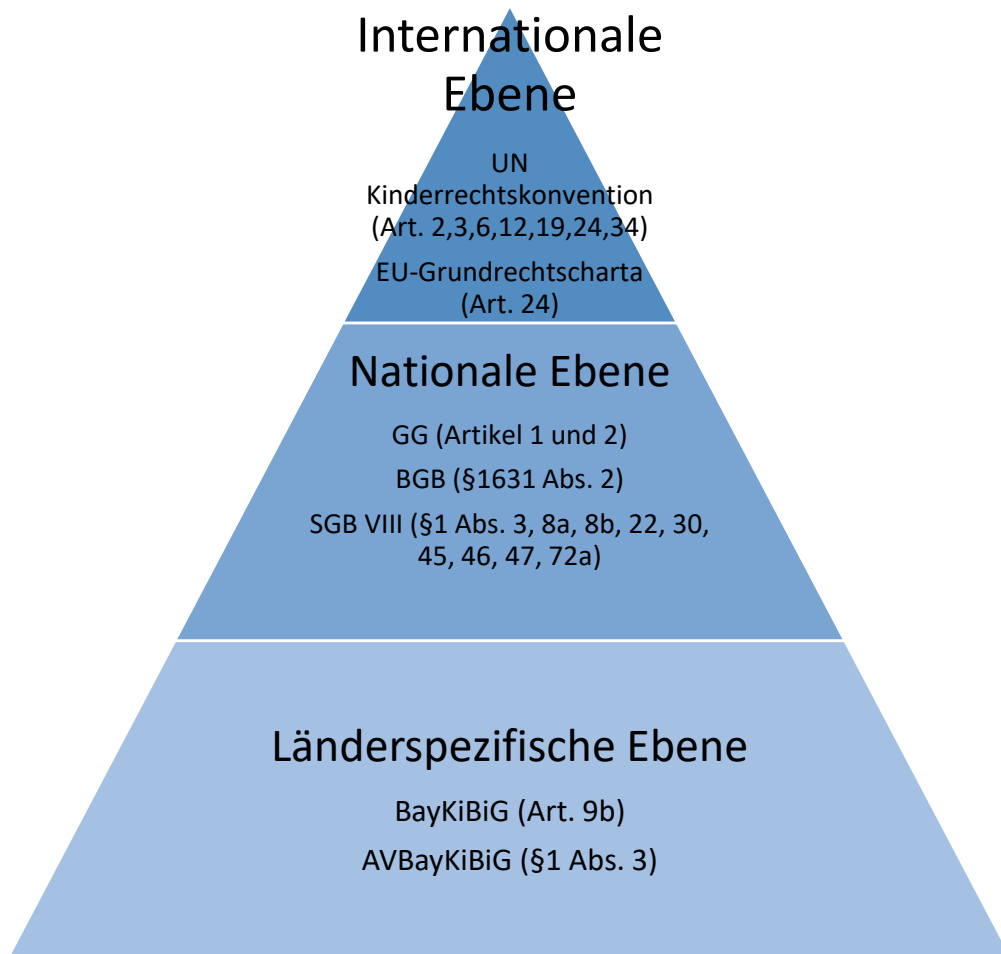 Internationale
Ebene
UN
Kinderrechtskonvention
(Art. 2,3,6,12,19,24,34)
EU-Grundrechtscharta
(Art. 24)
Nationale Ebene
GG (Artikel 1 und 2)
BGB (§1631 Abs. 2)
SGB VIII (§1 Abs. 3, 8a, 8b, 22, 30,
45, 46, 47, 72a)
Länderspezifische Ebene
BayKiBiG (Art. 9b)
AVBayKiBiG (§1 Abs. 3)